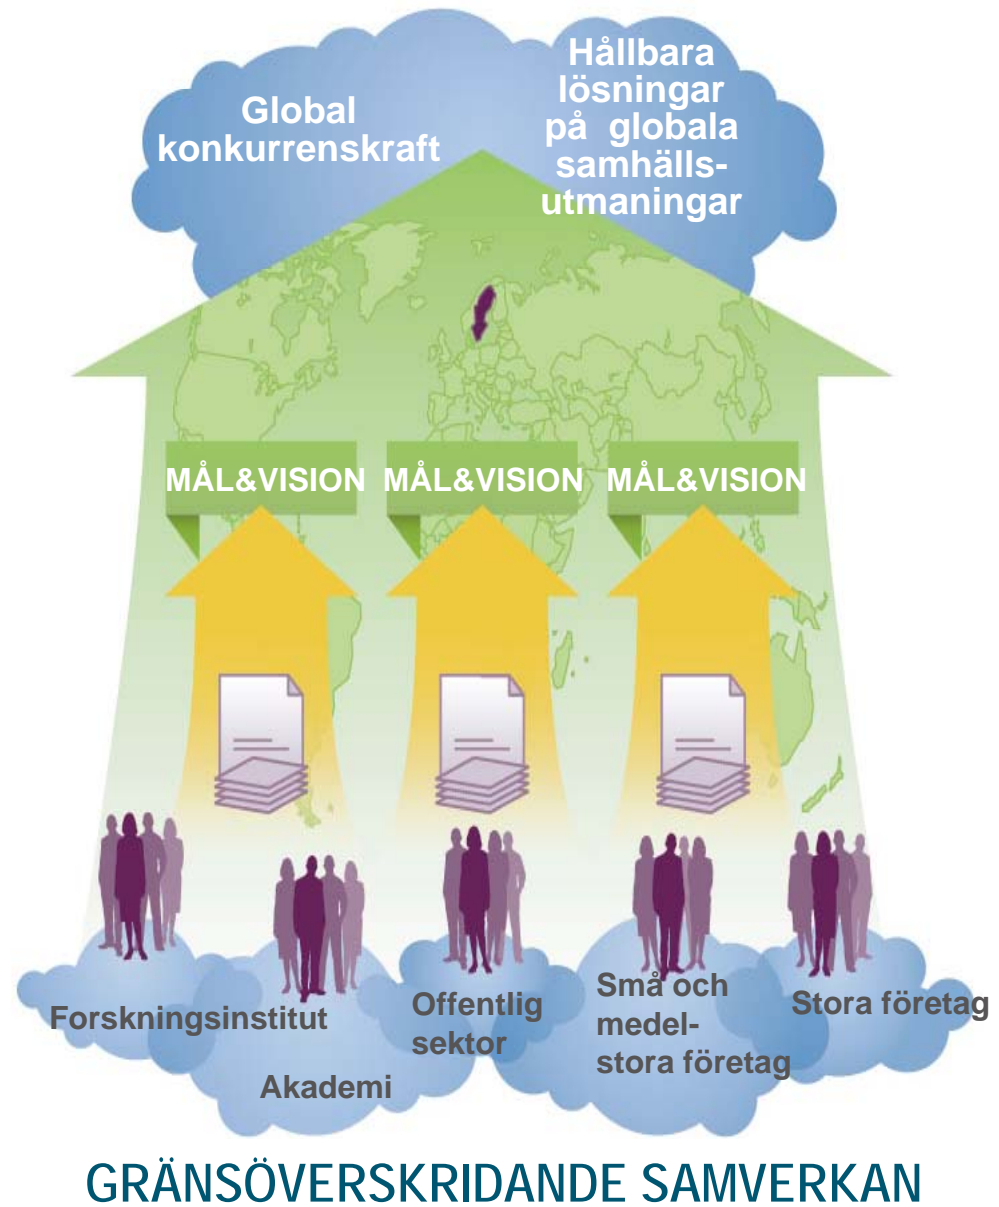 Global
konkurrenskraft
Hållbara
lösningar
på globala
samhälls-
utmaningar
MÅL&VISION MÅL&VISION MÅL&VISION
Forskningsinstitut
Akademi
Offentlig
sektor
Små och
medel-
stora företag
Stora företag
GRÄNSÖVERSKRIDANDE SAMVERKAN